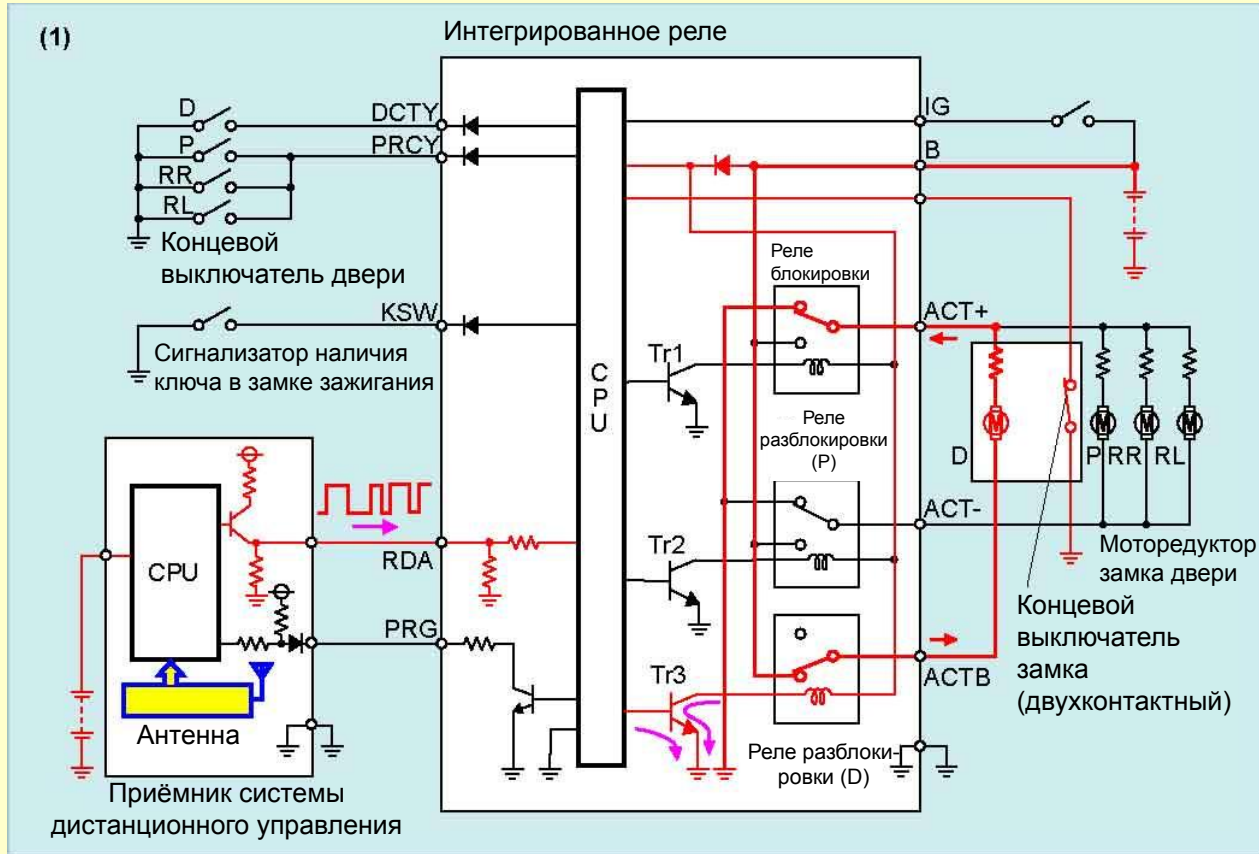 (1)
Интегрированное реле
D
DCTY
IG
P
PRCY
B
RR
RL
Концевой
выключатель двери
Реле
блокировки
KSW
ACT+
Сигнализатор наличия
ключа в замке зажигания
Tr1
CPU
Реле
разблокировки
(P)
M
M
M
M
D
P
RR
RL
ACT-
CPU
RDA
Tr2
Моторедуктор
замка двери
Концевой
выключатель
замка
(двухконтактный)
PRG
Tr3
ACTB
Антенна
Реле разблоки-
ровки (D)
Приёмник системы
дистанционного управления